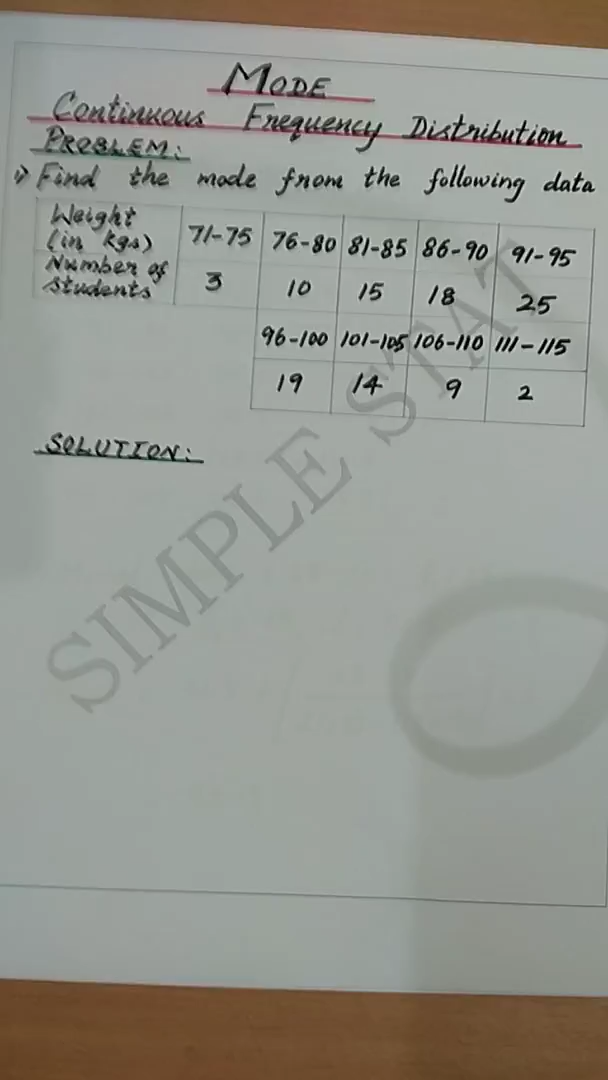 MODE
Continuous Frequency Distribution
PROBLEM:
1) Find the mode from the following data
Weight (in kgs) 71-75 76-80 81-85 86-90 91-95
Number of students 3 10 15 18 25
96-100 101-105 106-110 111-115
19 14 9 2
SOLUTION:
SIMPLE STAT